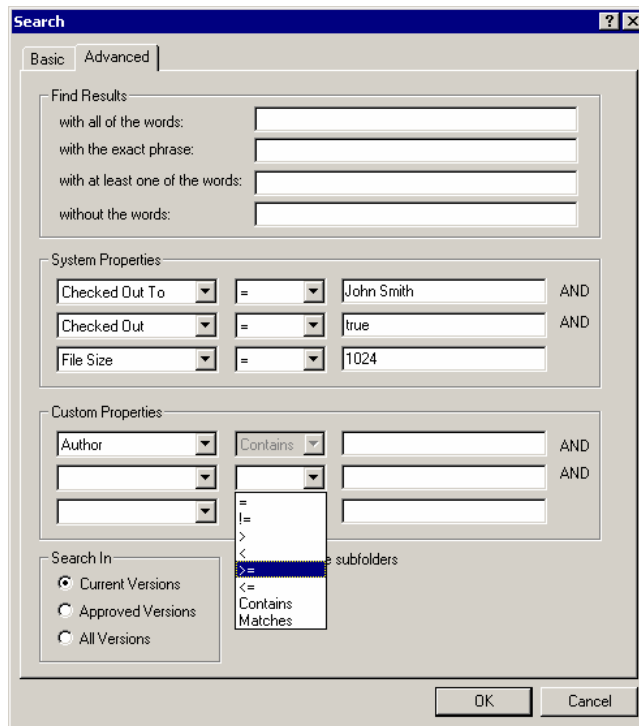 Search
Basic
Advanced
Find Results
with all of the words:
with the exact phrase:
with at least one of the words:
without the words:
System Properties
Checked Out To = John Smith AND
Checked Out = true AND
File Size = 1024
Custom Properties
Author Contains AND
AND
=
!=
>
<
>=
<=
Contains
Matches
Search In
subfolders
Current Versions
Approved Versions
All Versions
OK
Cancel